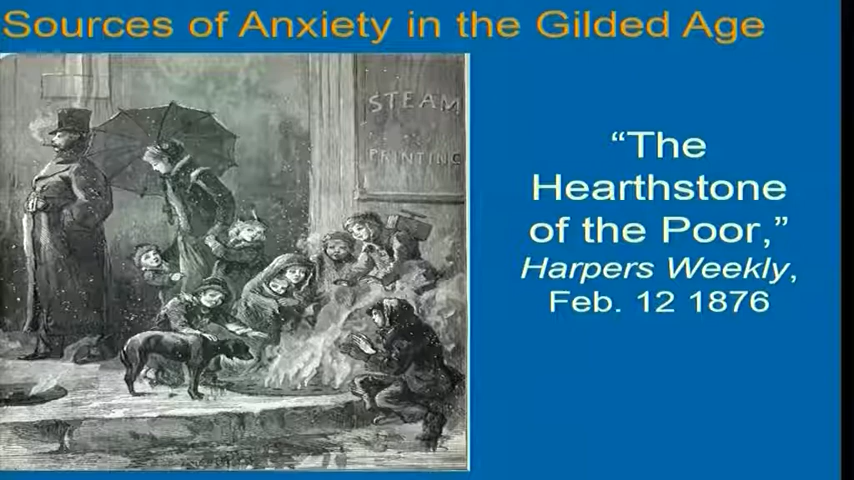 Sources of Anxiety in the Gilded Age
STEAM
PRINTING
“The
Hearthstone
of the Poor,”
Harpers Weekly,
Feb. 12 1876